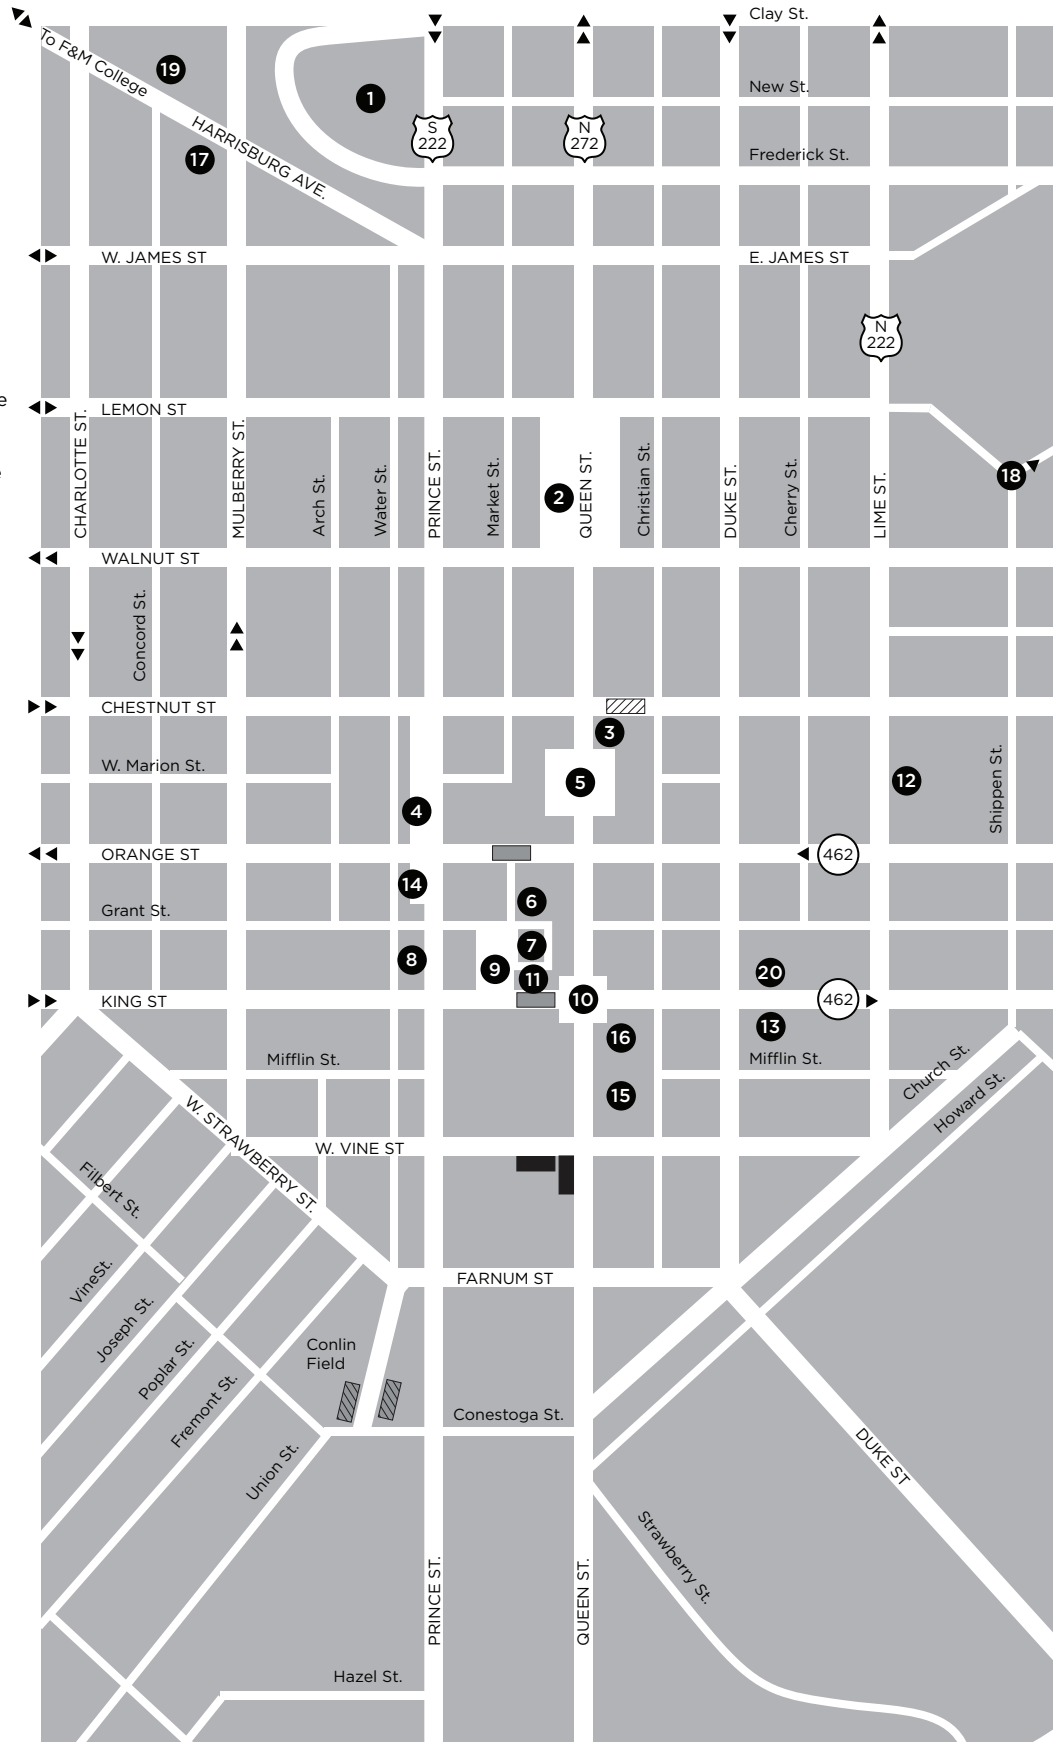 Clay St.
To F&M College
19
1
New St.
S
222
N
272
HARRISBURG AVE.
17
Frederick St.
W. JAMES ST
E. JAMES ST
N
222
e
LEMON ST
CHARLOTTE ST.
MULBERRY ST.
Arch St.
Water St.
PRINCE ST.
Market St.
2
QUEEN ST.
Christian St.
DUKE ST.
Cherry St.
LIME ST.
18
WALNUT ST
Concord St.
CHESTNUT ST
3
W. Marion St.
5
12
Shippen St.
4
ORANGE ST
462
14
6
Grant St.
7
8
9
11
20
KING ST
10
462
16
13
Mifflin St.
Mifflin St.
Church St.
Howard St.
15
W. STRAWBERRY ST.
W. VINE ST
Filbert St.
VineSt.
FARNUM ST
Joseph St.
Poplar St.
Conlin
Field
Fremont St.
Conestoga St.
Union St.
DUKE ST
Strawberry St.
PRINCE ST.
QUEEN ST.
Hazel St.